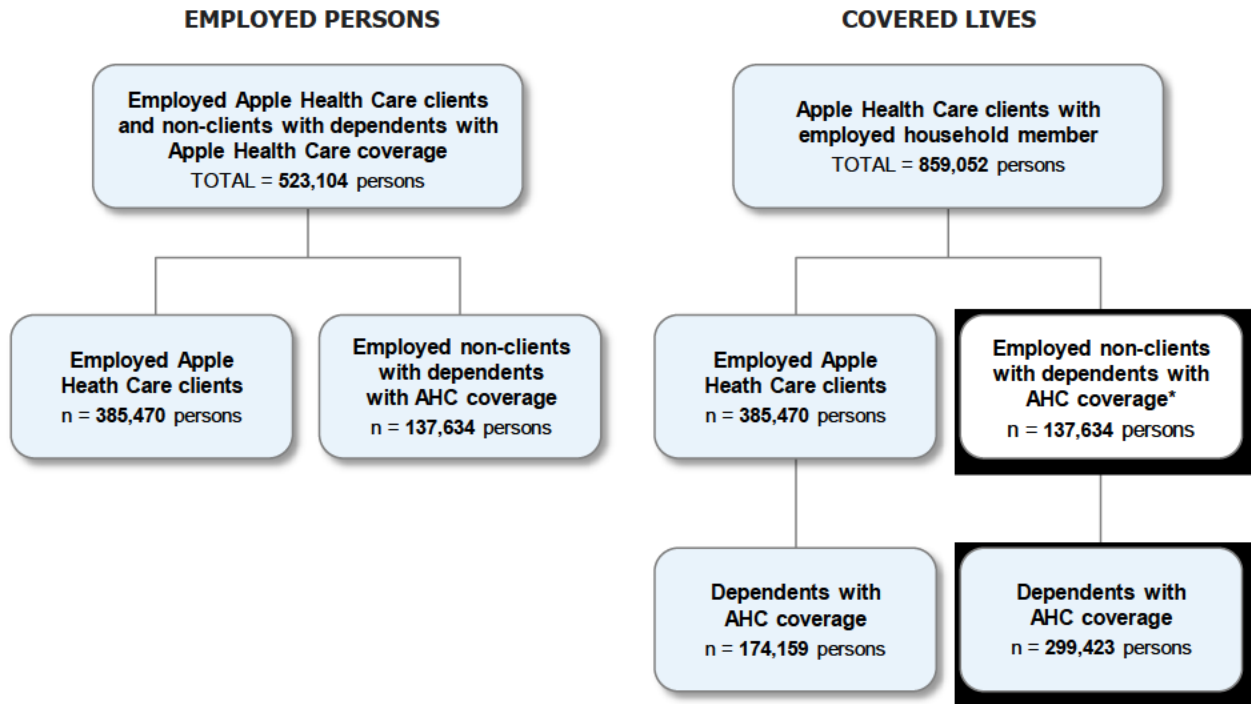 EMPLOYED PERSONS
Employed Apple Health Care clients
and non-clients with dependents with
Apple Health Care coverage
TOTAL = 523,104 persons
Employed Apple
Heath Care clients
n = 385,470 persons
Employed non-clients
with dependents
with AHC coverage
n = 137,634 persons
COVERED LIVES
Apple Health Care clients with
employed household member
TOTAL = 859,052 persons
Employed Apple
Heath Care clients
n = 385,470 persons
Employed non-clients
with dependents with
AHC coverage*
n = 137,634 persons
Dependents with
AHC coverage
n = 174,159 persons
Dependents with
AHC coverage
n = 299,423 persons